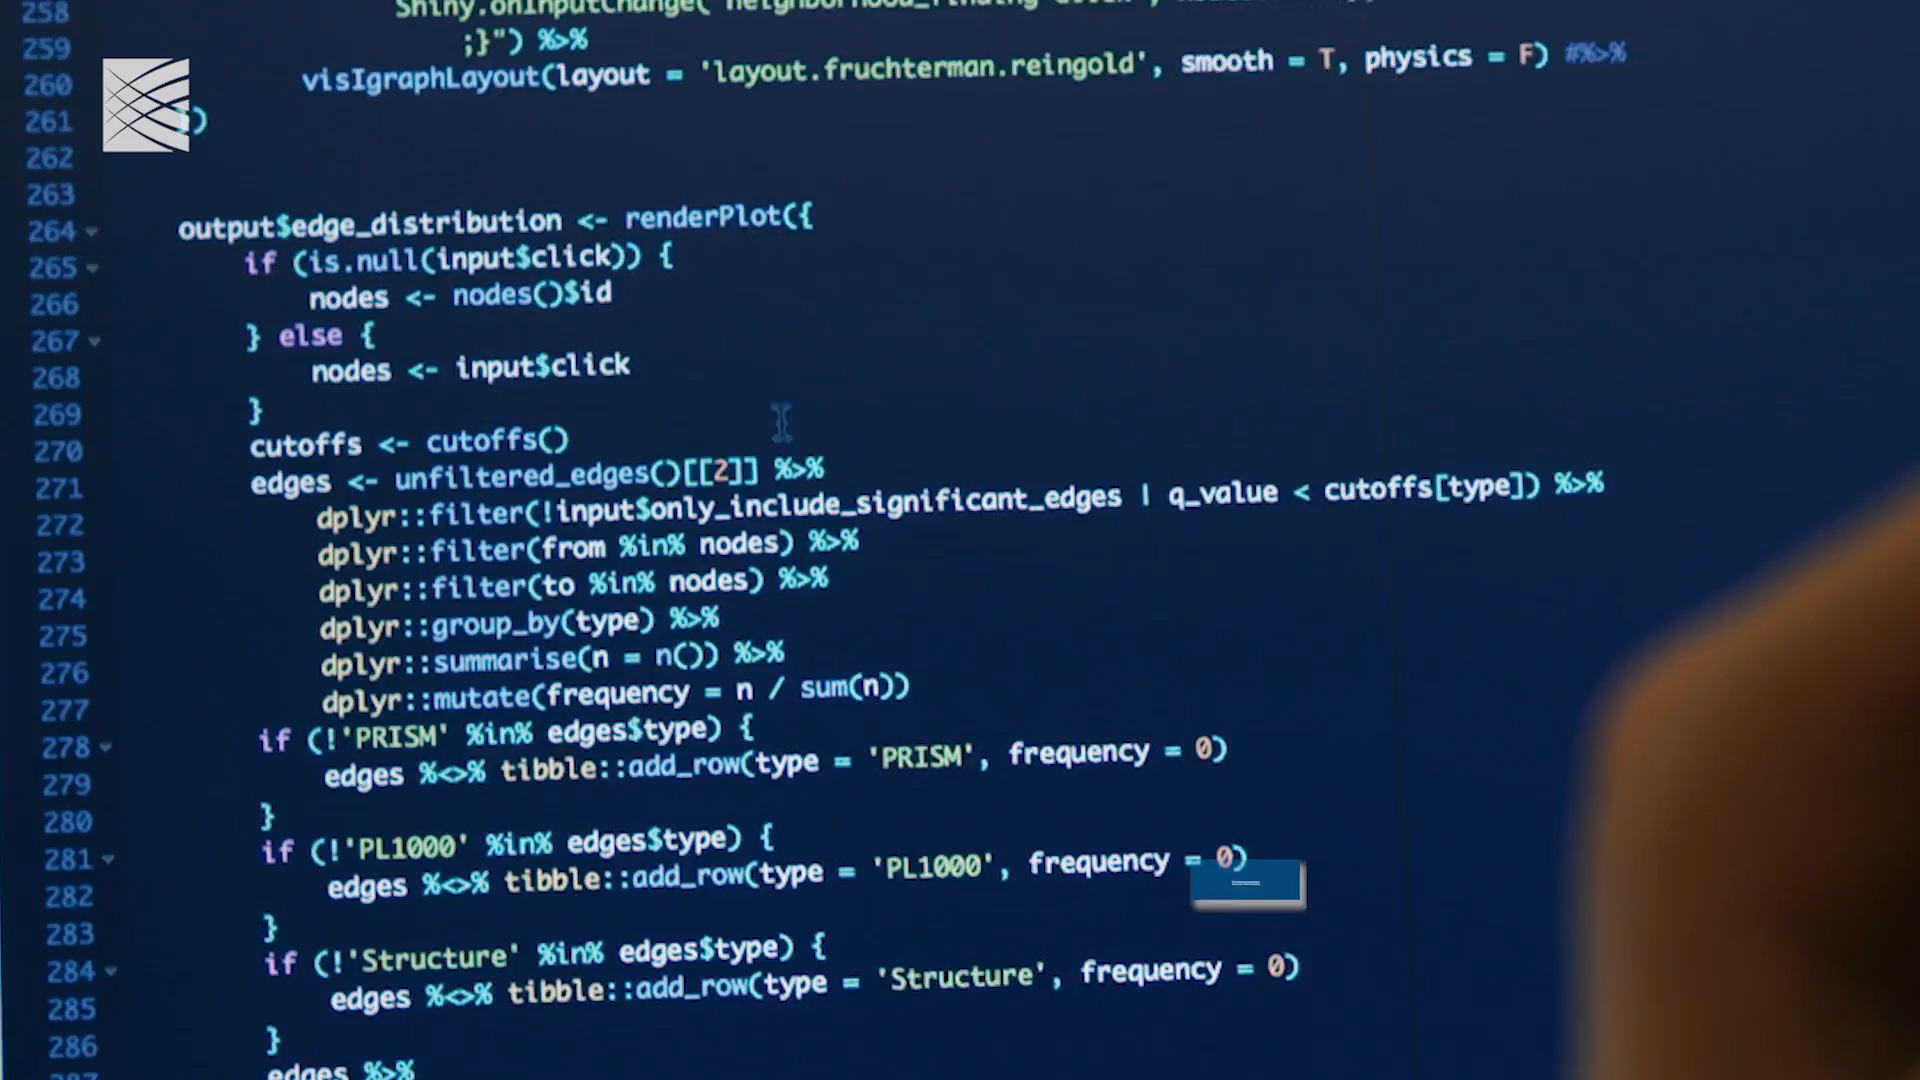 258 Shiny.onInputChange(
259 ;}") %>%
260 visIgraphLayout(layout = 'layout.fruchterman.reingold', smooth = T, physics = F) #%>%
261 )
262
263
264 output$edge_distribution <- renderPlot({
265 if (is.null(input$click)) {
266 nodes <- nodes()$id
267 } else {
268 nodes <- input$click
269 }
270 cutoffs <- cutoffs()
271 edges <- unfiltered_edges()[[2]] %>%
272 dplyr::filter(!input$only_include_significant_edges | q_value < cutoffs[type]) %>%
273 dplyr::filter(from %in% nodes) %>%
274 dplyr::filter(to %in% nodes) %>%
275 dplyr::group_by(type) %>%
276 dplyr::summarise(n = n()) %>%
277 dplyr::mutate(frequency = n / sum(n))
278 if (!'PRISM' %in% edges$type) {
279 edges %<>% tibble::add_row(type = 'PRISM', frequency = 0)
280 }
281 if (!'PL1000' %in% edges$type) {
282 edges %<>% tibble::add_row(type = 'PL1000', frequency = 0)
283 }
284 if (!'Structure' %in% edges$type) {
285 edges %<>% tibble::add_row(type = 'Structure', frequency = 0)
286 }
287 edges %>%